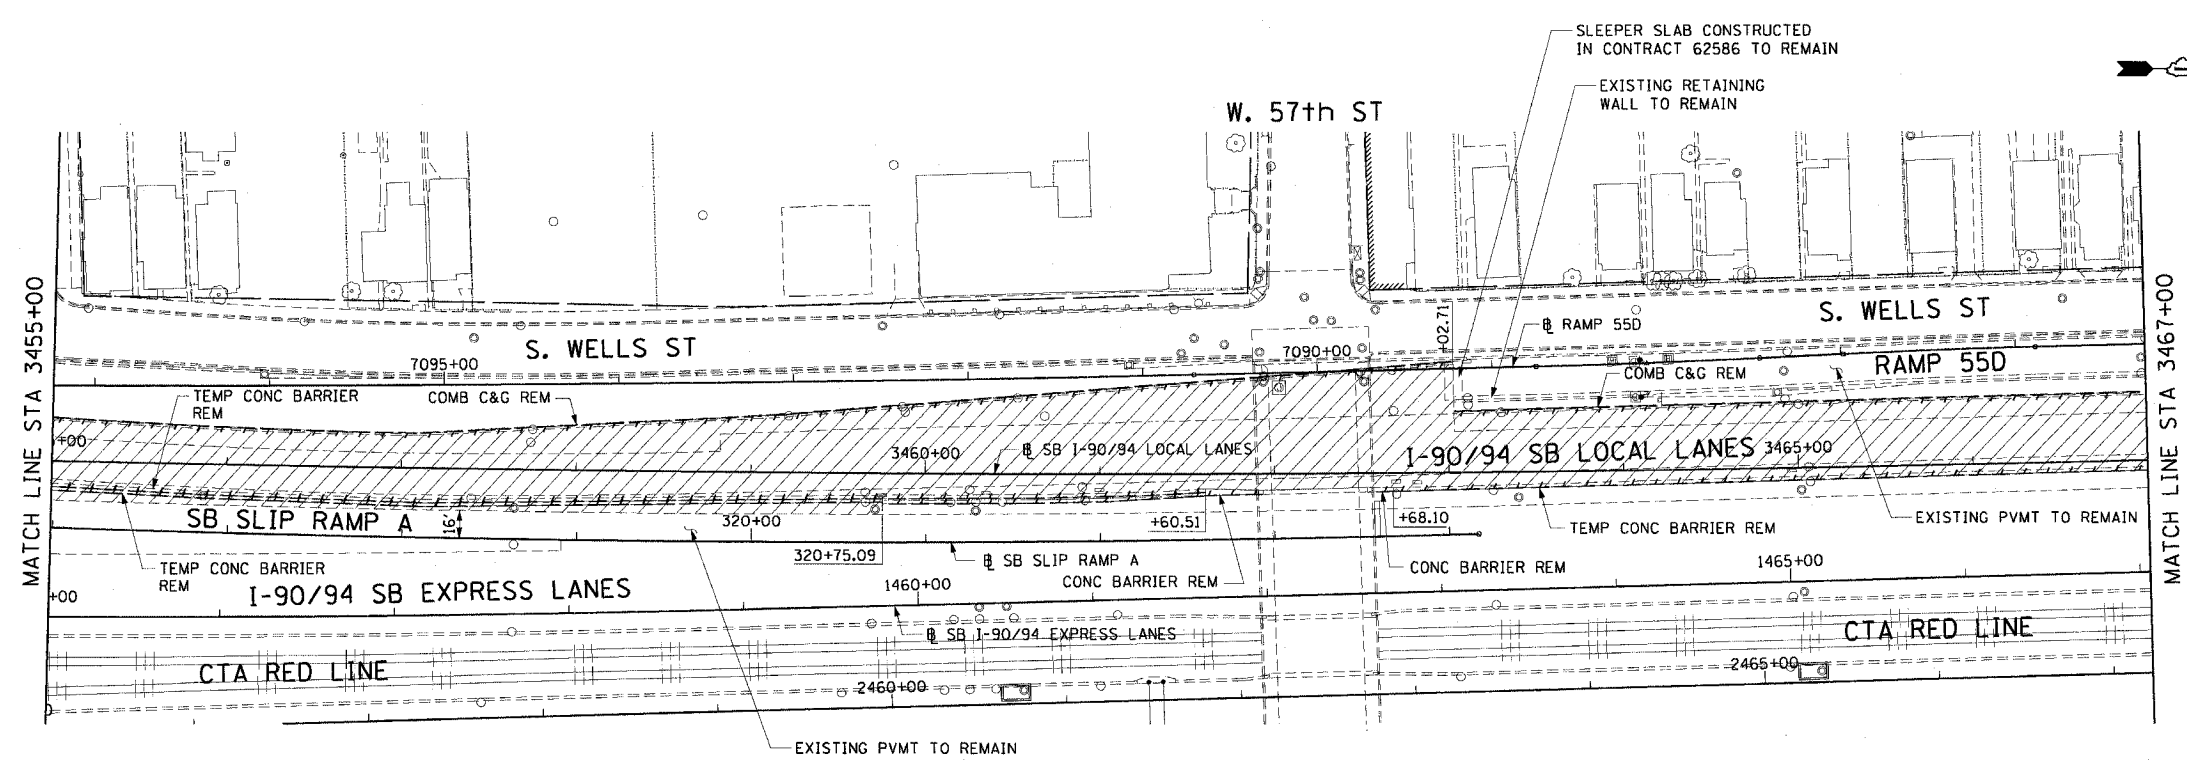 SLEEPER SLAB CONSTRUCTED
IN CONTRACT 62586 TO REMAIN
EXISTING RETAINING
WALL TO REMAIN
W. 57th ST
MATCH LINE STA 3455+00
MATCH LINE STA 3467+00
S. WELLS ST
S. WELLS ST
7095+00
7090+00
+02.71
℄ RAMP 55D
RAMP 55D
COMB C&G REM
TEMP CONC BARRIER
REM
COMB C&G REM
+00
3460+00
℄ SB I-90/94 LOCAL LANES
I-90/94 SB LOCAL LANES
3465+00
SB SLIP RAMP A
16'
320+00
+60.51
+68.10
TEMP CONC BARRIER REM
EXISTING PVMT TO REMAIN
320+75.09
℄ SB SLIP RAMP A
TEMP CONC BARRIER
REM
CONC BARRIER REM
CONC BARRIER REM
1465+00
+00
I-90/94 SB EXPRESS LANES
1460+00
℄ SB I-90/94 EXPRESS LANES
CTA RED LINE
CTA RED LINE
2465+00
2460+00
EXISTING PVMT TO REMAIN